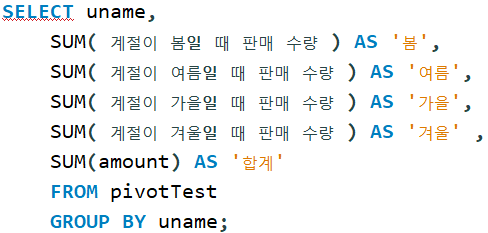 SELECT uname,
SUM( 계절이 봄일 때 판매 수량 ) AS '봄',
SUM( 계절이 여름일 때 판매 수량 ) AS '여름',
SUM( 계절이 가을일 때 판매 수량 ) AS '가을',
SUM( 계절이 겨울일 때 판매 수량 ) AS '겨울' ,
SUM(amount) AS '합계'
FROM pivotTest
GROUP BY uname;